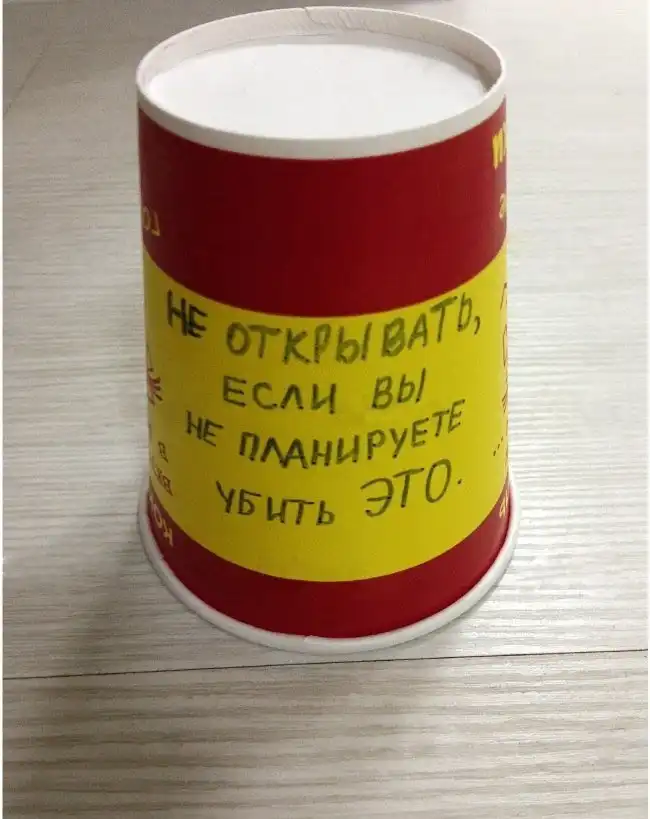 НЕ ОТКРЫВАТЬ,
ЕСЛИ ВЫ
НЕ ПЛАНИРУЕТЕ
УБИТЬ ЭТО.